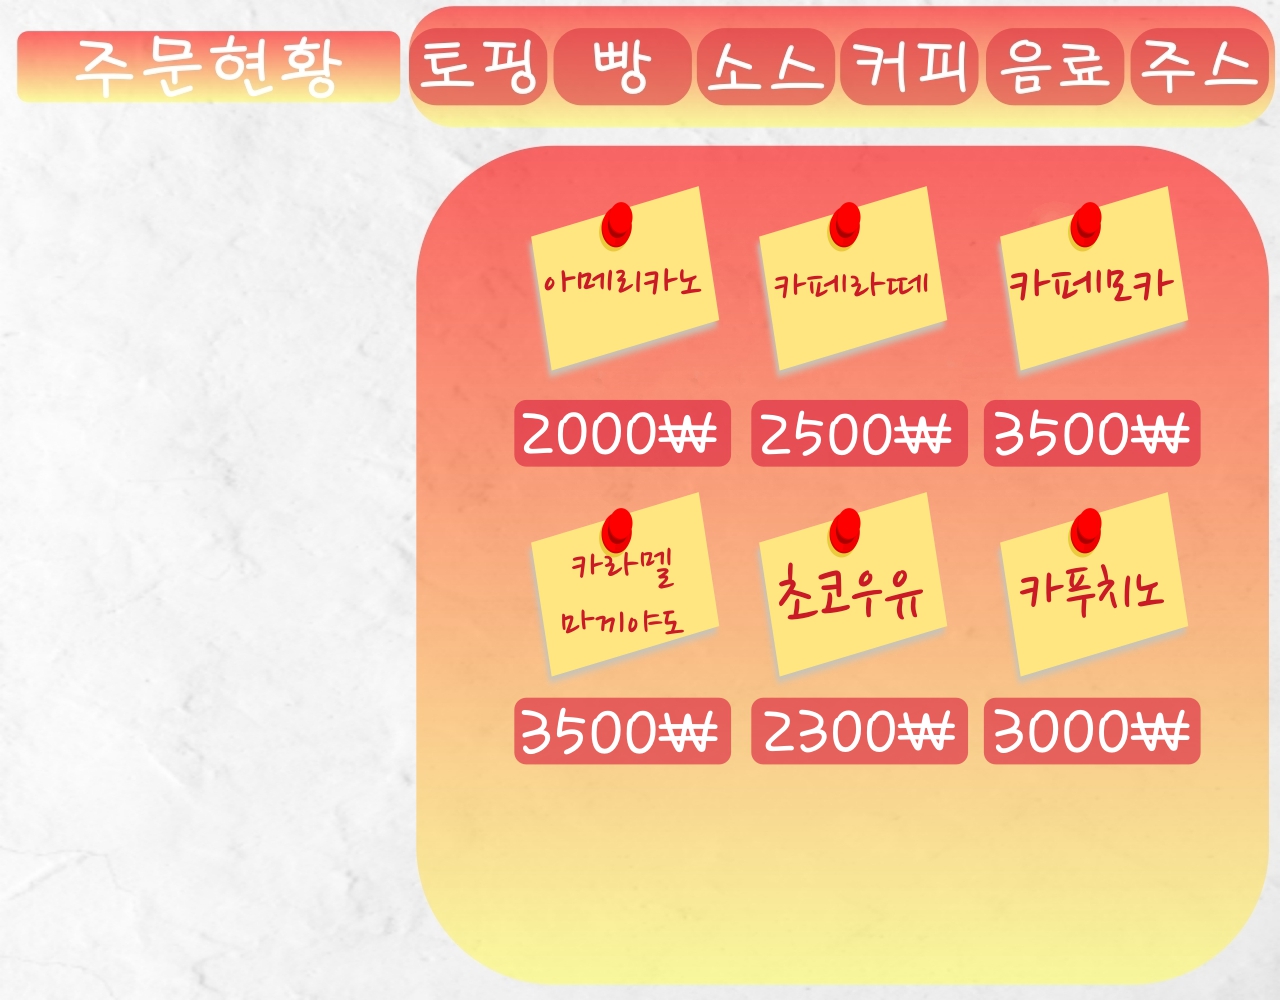 주문현황
토핑 빵 소스 커피 음료 주스
아메리카노 카페라떼 카페모카
2000₩ 2500₩ 3500₩
카라멜
마끼야도
초코우유 카푸치노
3500₩ 2300₩ 3000₩